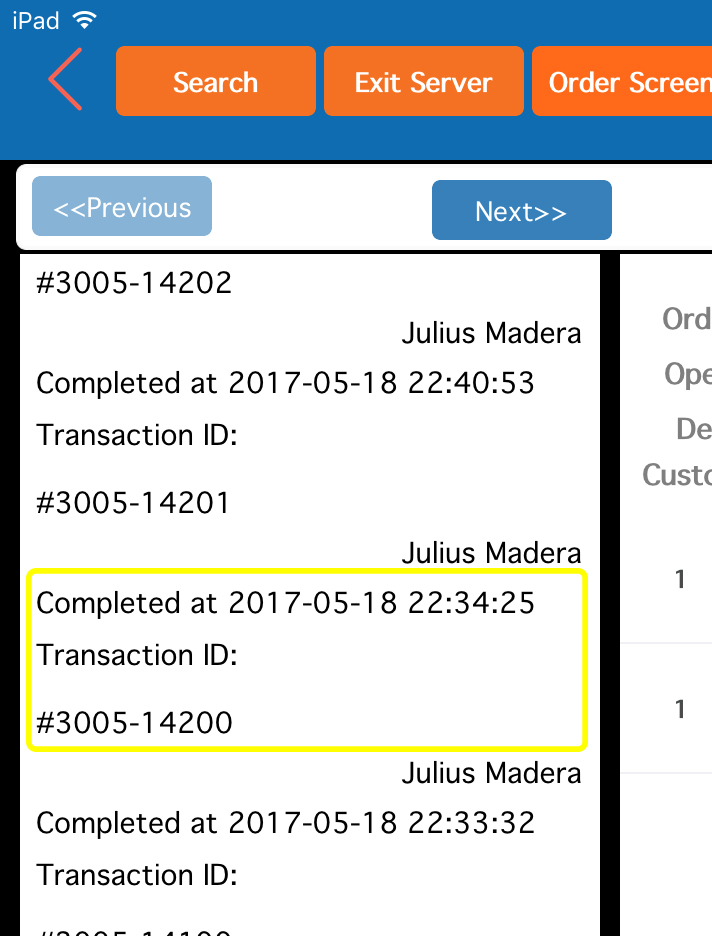 iPad
Search Exit Server Order Screen
<<Previous Next>>
#3005-14202
Julius Madera
Completed at 2017-05-18 22:40:53
Transaction ID:
#3005-14201
Julius Madera
Completed at 2017-05-18 22:34:25
Transaction ID:
#3005-14200
Julius Madera
Completed at 2017-05-18 22:33:32
Transaction ID:
Ord
Ope
De
Custo
1
1